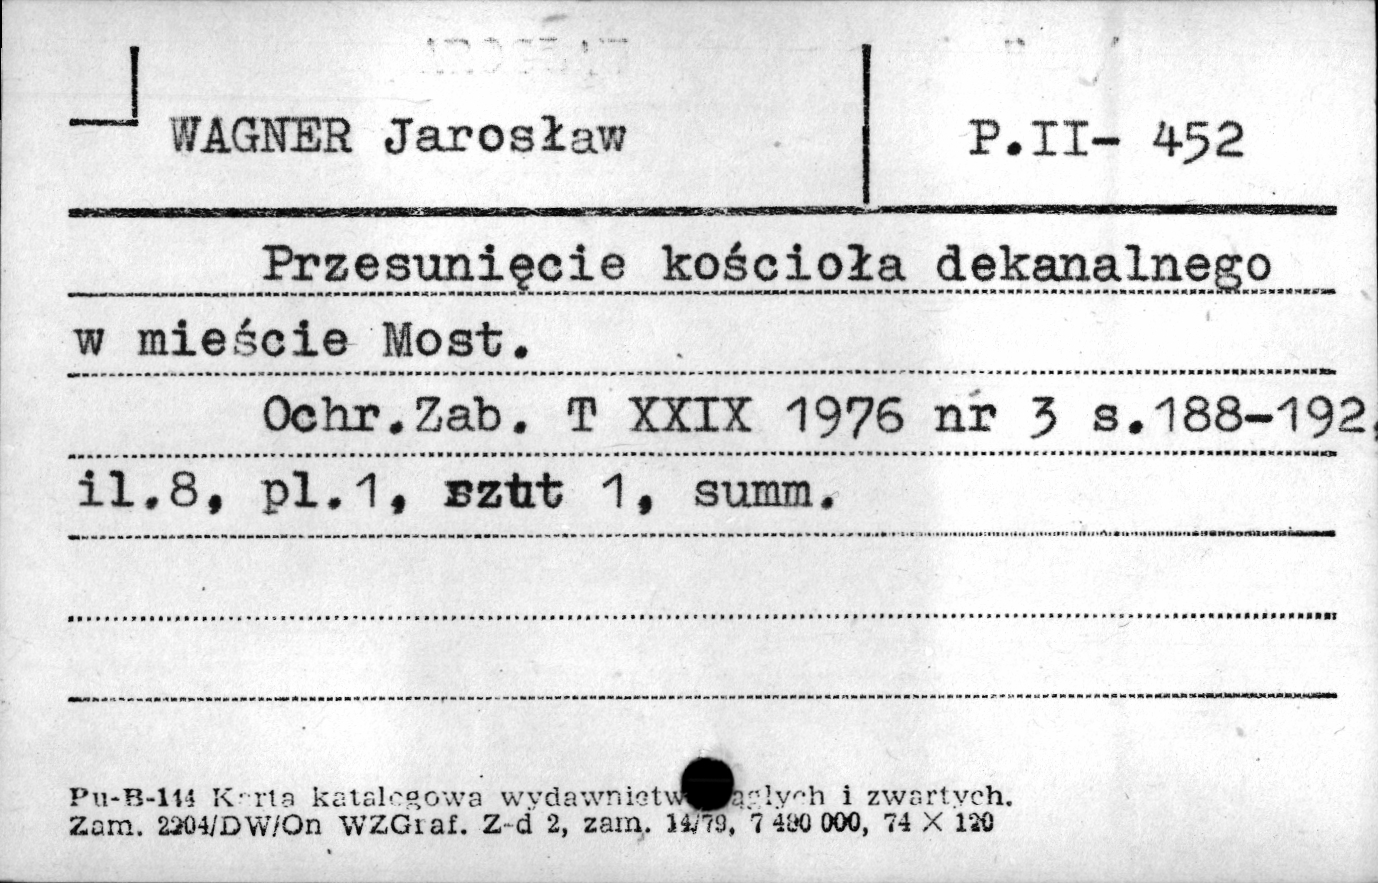 WAGNER Jarosław
P.II- 452
Przesunięcie kościoła dekanalnego
w mieście Most.
Ochr.Zab. T XXIX 1976 nr 3 s.188-192,
il.8, pl.1, 1, summ.
Pu-B-144 Karta katalogowa wydawnictw ciągłych i zwartych.
Zam. 2204/DW/On WZGraf. Z-d 2, zam. 14/79, 7 480 000, 74 X 120